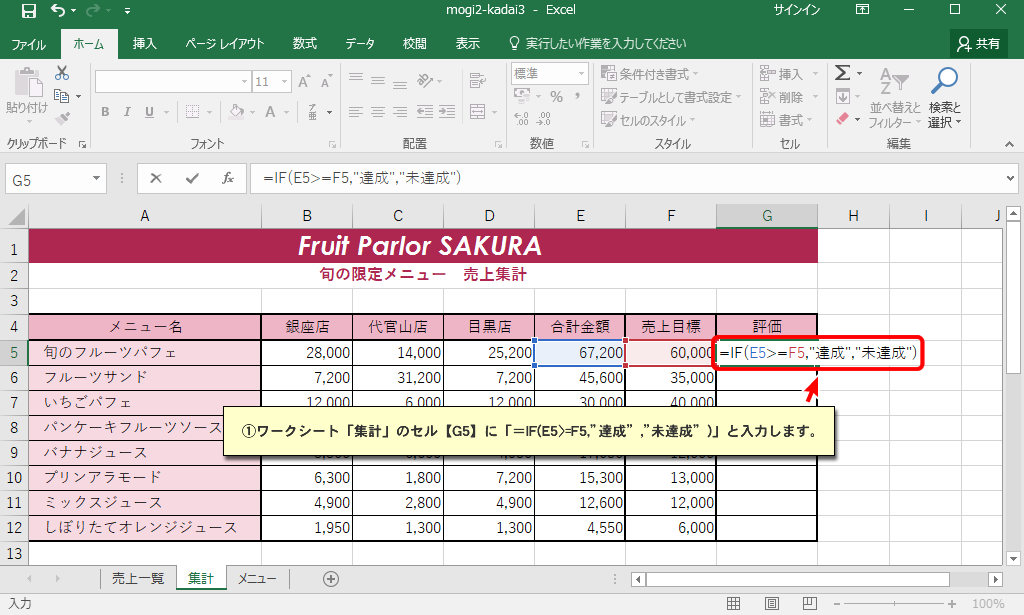 mogi2-kadai3 - Excel
サインイン
ファイル ホーム 挿入 ページ レイアウト 数式 データ 校閲 表示 実行したい作業を入力してください 共有
貼り付け
クリップボード
11
B I U
フォント
配置
標準
%
数値
条件付き書式
テーブルとして書式設定
セルのスタイル
スタイル
挿入
削除
書式
セル
並べ替えと
フィルター
検索と
選択
編集
G5 =IF(E5>=F5,"達成","未達成")
A B C D E F G H I J
1 Fruit Parlor SAKURA
2 旬の限定メニュー 売上集計
3
4 メニュー名 銀座店 代官山店 目黒店 合計金額 売上目標 評価
5 旬のフルーツパフェ 28,000 14,000 25,200 67,200 60,000 =IF(E5>=F5,"達成","未達成")
6 フルーツサンド 7,200 31,200 7,200 45,600 35,000
7 いちごパフェ 12,000 6,000 12,000 30,000 40,000
8 パンケーキフルーツソース
①ワークシート「集計」のセル【G5】に「=IF(E5>=F5,”達成”,”未達成”)」と入力します。
9 バナナジュース
10 プリンアラモード 6,300 1,800 7,200 15,300 13,000
11 ミックスジュース 4,900 2,800 4,900 12,600 12,000
12 しぼりたてオレンジジュース 1,950 1,300 1,300 4,550 6,000
13
売上一覧 集計 メニュー
入力 100%